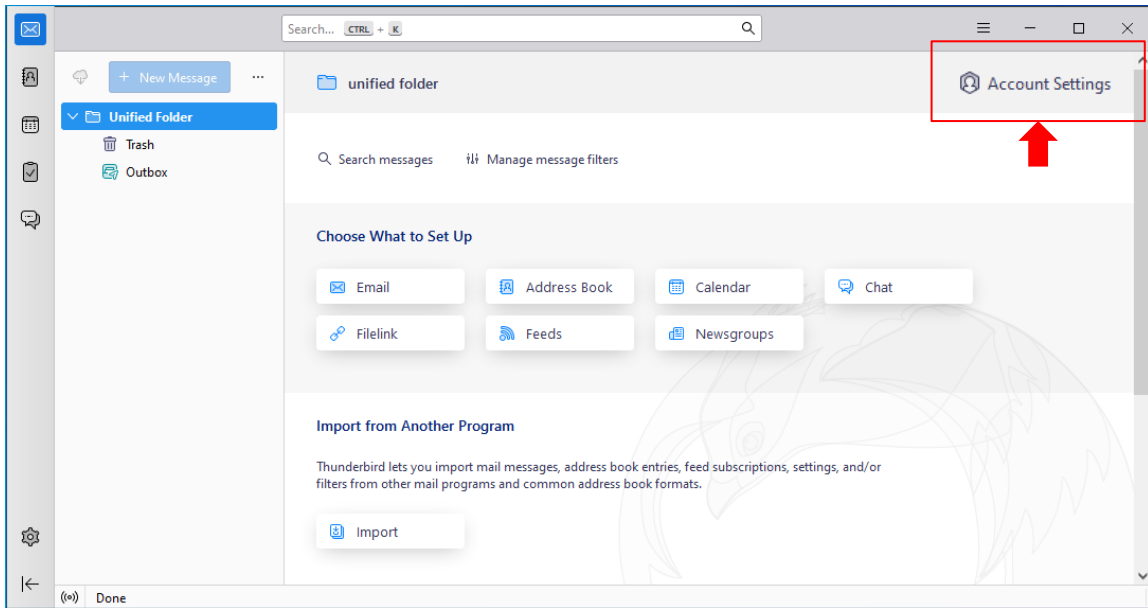 Search... CTRL + K
+ New Message
unified folder
Account Settings
Unified Folder
Trash
Outbox
Search messages
Manage message filters
Choose What to Set Up
Email
Address Book
Calendar
Chat
Filelink
Feeds
Newsgroups
Import from Another Program
Thunderbird lets you import mail messages, address book entries, feed subscriptions, settings, and/or
filters from other mail programs and common address book formats.
Import
Done